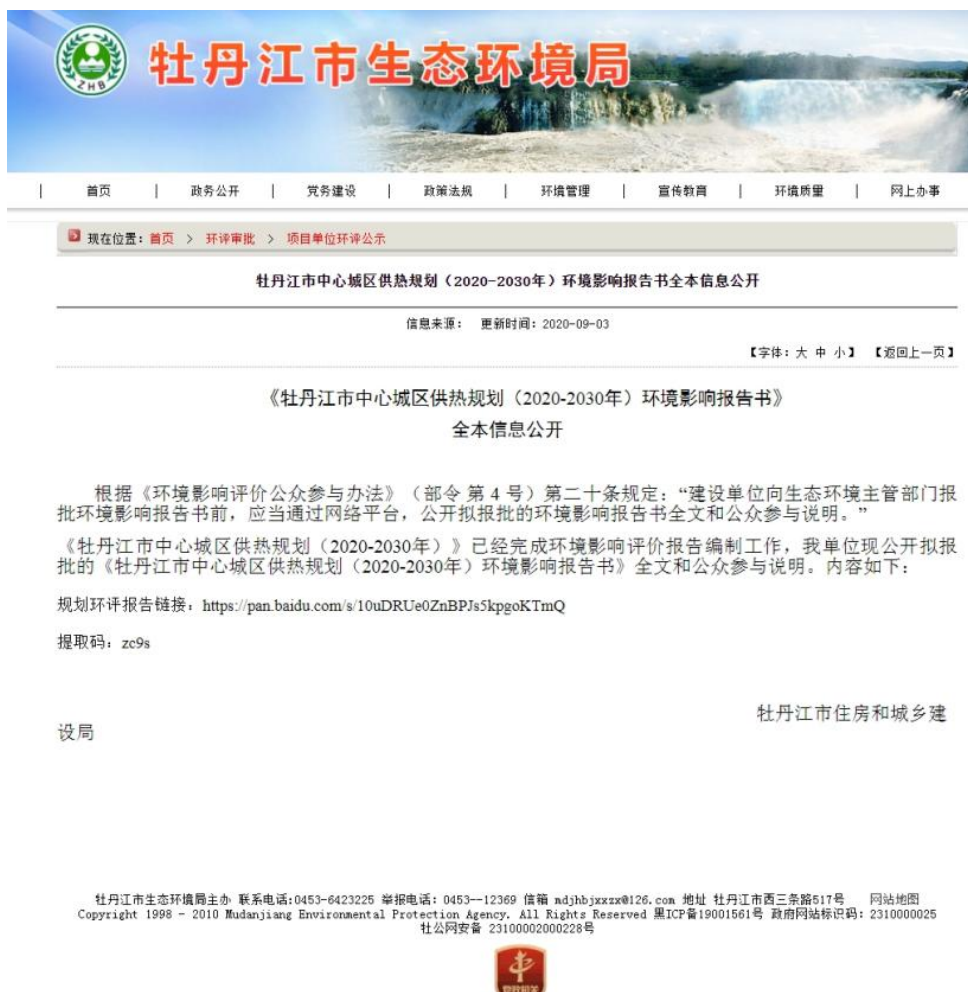 ZHB
牡丹江市生态环境局
| 首页 | 政务公开 | 党务建设 | 政策法规 | 环境管理 | 宣传教育 | 环境质量 | 网上办事
现在位置：首页 > 环评审批 > 项目单位环评公示
牡丹江市中心城区供热规划（2020-2030年）环境影响报告书全本信息公开
信息来源： 更新时间：2020-09-03
【字体：大 中 小】 【返回上一页】
《牡丹江市中心城区供热规划（2020-2030年）环境影响报告书》
全本信息公开
根据《环境影响评价公众参与办法》（部令 第 4 号）第二十条规定：“建设单位向生态环境主管部门报
批环境影响报告书前，应当通过网络平台，公开拟报批的环境影响报告书全文和公众参与说明。”
《牡丹江市中心城区供热规划（2020-2030年）》已经完成环境影响评价报告编制工作，我单位现公开拟报
批的《牡丹江市中心城区供热规划（2020-2030年）环境影响报告书》全文和公众参与说明。内容如下：
规划环评报告链接：https://pan.baidu.com/s/10uDRUe0ZnBPJs5kpgoKTmQ
提取码：zc9s
牡丹江市住房和城乡建
设局
牡丹江市生态环境局主办 联系电话:0453-6423225 举报电话：0453--12369 信箱 mdjhbjxxzx@126.com 地址 牡丹江市西三条路517号 网站地图
Copyright 1998 - 2010 Mudanjiang Environmental Protection Agency. All Rights Reserved 黑ICP备19001561号 政府网站标识码：2310000025
牡公网安备 23100002000228号
党政机关